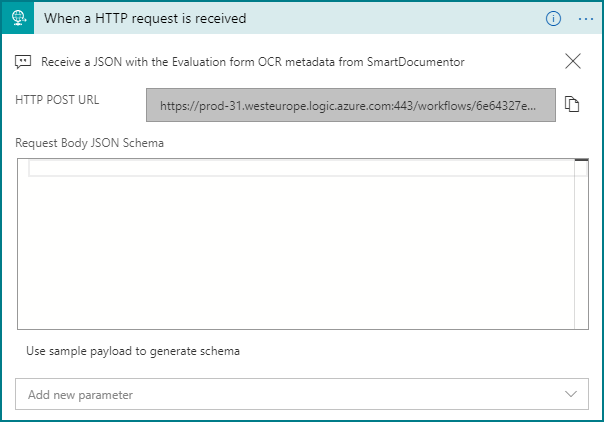 When a HTTP request is received
Receive a JSON with the Evaluation form OCR metadata from SmartDocumentor
HTTP POST URL
https://prod-31.westeurope.logic.azure.com:443/workflows/6e64327e...
Request Body JSON Schema
Use sample payload to generate schema
Add new parameter